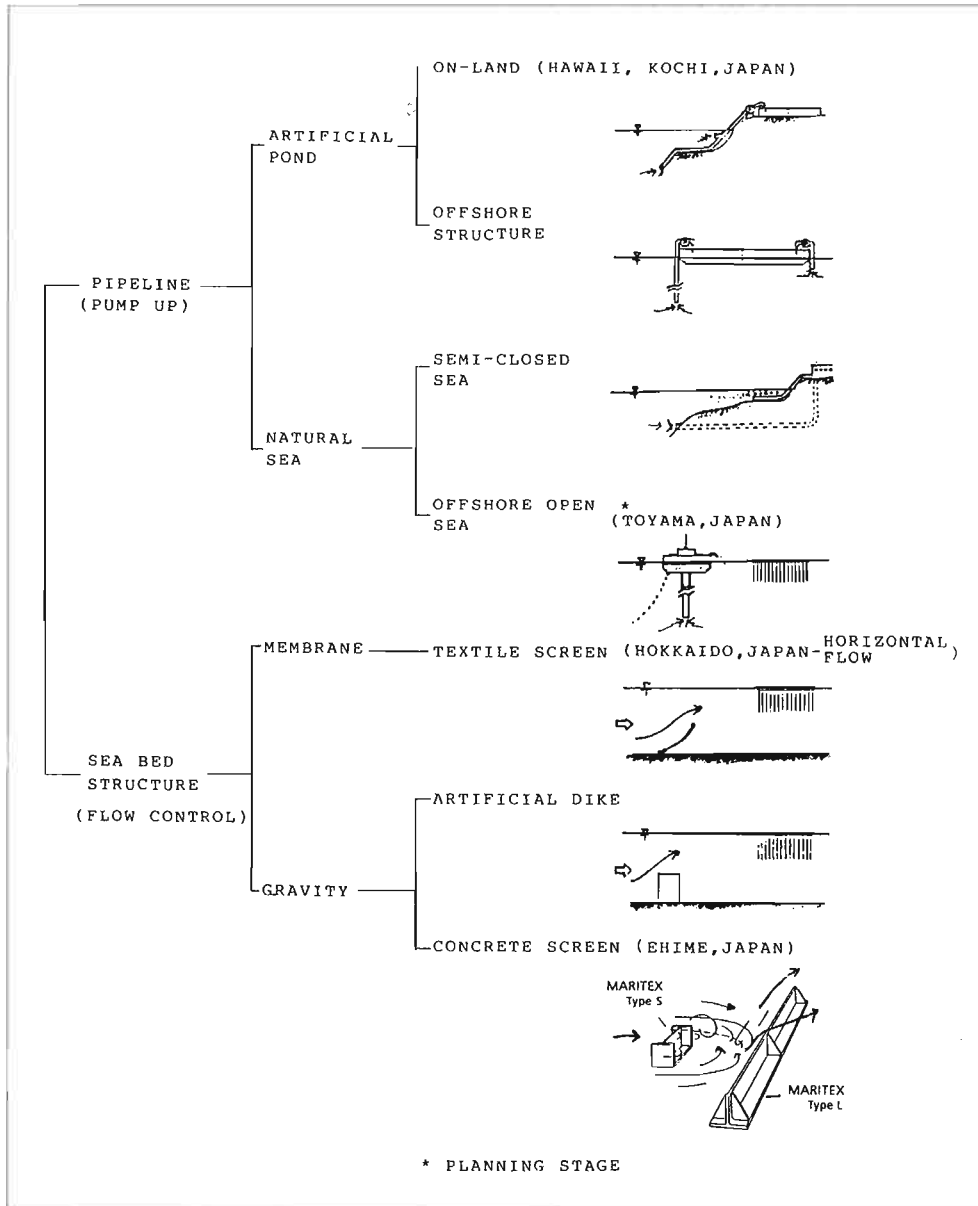 ON-LAND (HAWAII, KOCHI,JAPAN)
ARTIFICIAL
POND
OFFSHORE
STRUCTURE
PIPELINE
(PUMP UP)
SEMI-CLOSED
SEA
NATURAL
SEA
OFFSHORE OPEN
SEA
*
(TOYAMA,JAPAN)
MEMBRANE
TEXTILE SCREEN (HOKKAIDO,JAPAN-HORIZONTAL
FLOW)
SEA BED
STRUCTURE
(FLOW CONTROL)
ARTIFICIAL DIKE
GRAVITY
CONCRETE SCREEN (EHIME,JAPAN)
MARITEX
Type S
MARITEX
Type L
* PLANNING STAGE